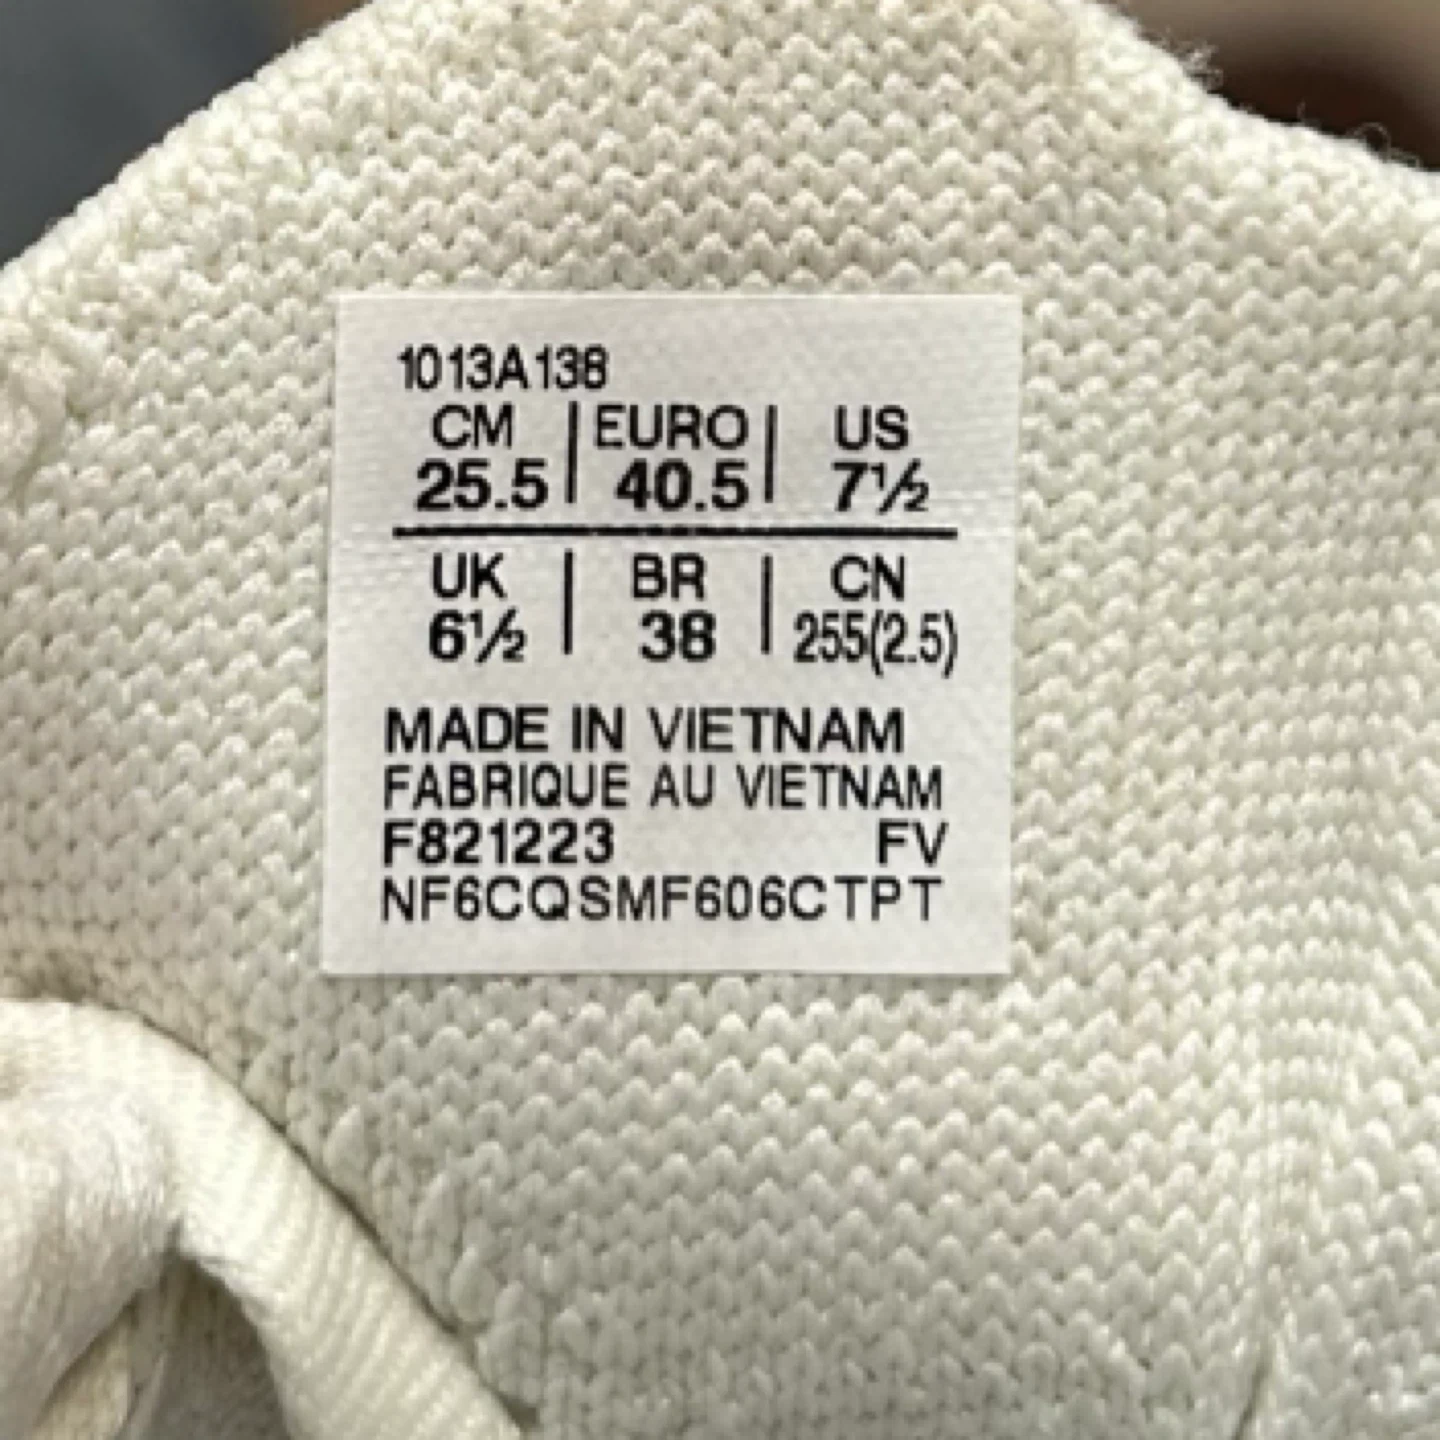 1013A138
CM | EURO | US
25.5 | 40.5 | 7½
UK | BR | CN
6½ | 38 | 255(2.5)
MADE IN VIETNAM
FABRIQUE AU VIETNAM
F821223 FV
NF6CQSMF606CTPT